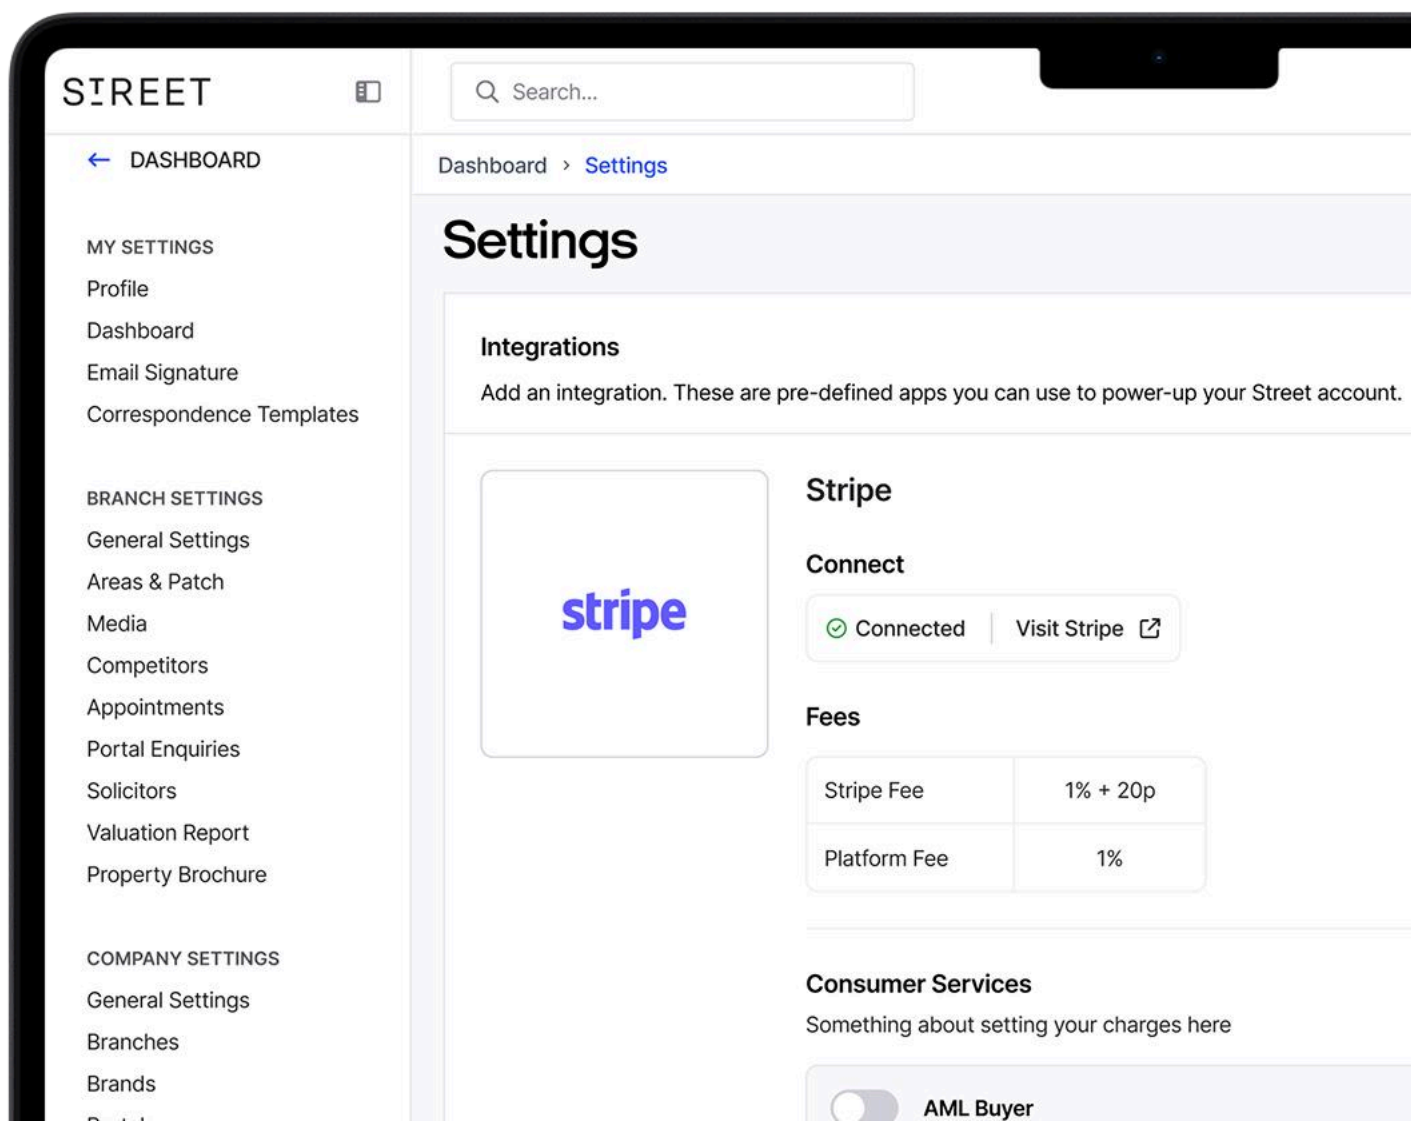 STREET
Search...
← DASHBOARD
Dashboard › Settings
MY SETTINGS
Profile
Dashboard
Email Signature
Correspondence Templates
BRANCH SETTINGS
General Settings
Areas & Patch
Media
Competitors
Appointments
Portal Enquiries
Solicitors
Valuation Report
Property Brochure
COMPANY SETTINGS
General Settings
Branches
Brands
Settings
Integrations
Add an integration. These are pre-defined apps you can use to power-up your Street account.
stripe
Stripe
Connect
Connected
Visit Stripe
Fees
Stripe Fee 1% + 20p
Platform Fee 1%
Consumer Services
Something about setting your charges here
AML Buyer